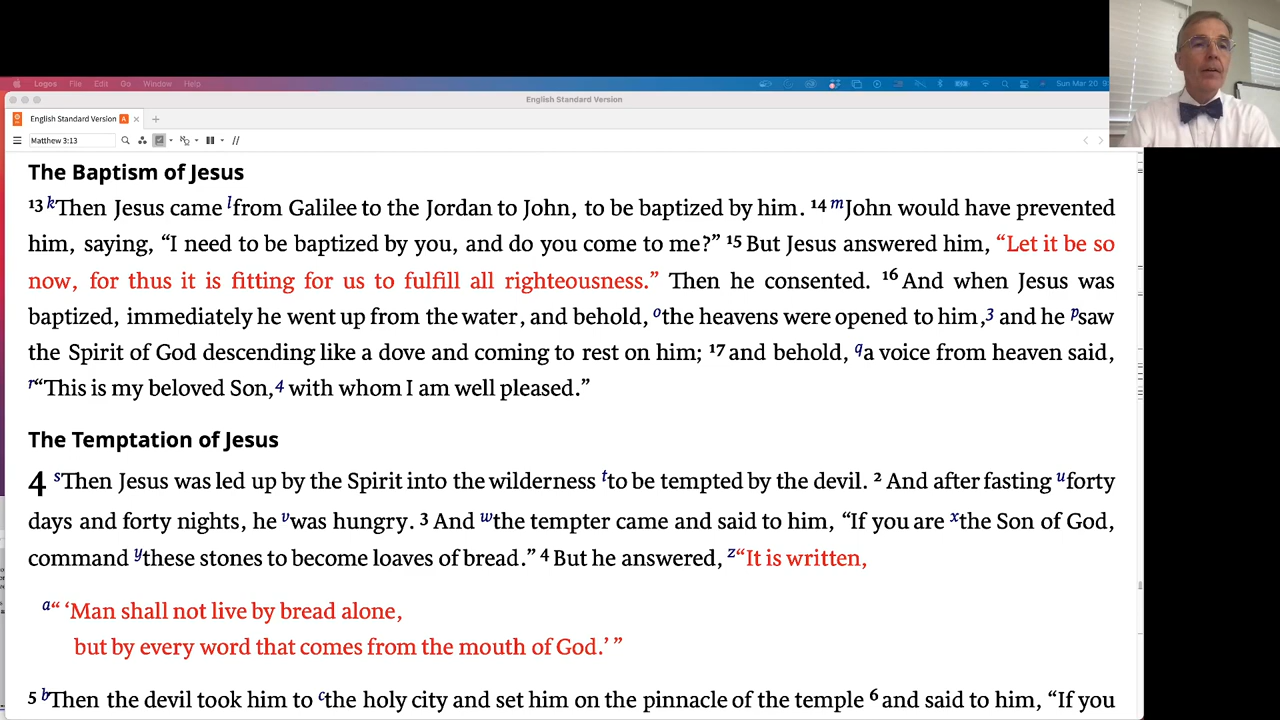 Logos File Edit Go Window Help Sun Mar 20
English Standard Version
English Standard Version A
Matthew 3:13
The Baptism of Jesus
13 kThen Jesus came lfrom Galilee to the Jordan to John, to be baptized by him. 14 mJohn would have prevented
him, saying, “I need to be baptized by you, and do you come to me?” 15 But Jesus answered him, “Let it be so
now, for thus it is fitting for us to fulfill all righteousness.” Then he consented. 16 And when Jesus was
baptized, immediately he went up from the water, and behold, othe heavens were opened to him,3 and he psaw
the Spirit of God descending like a dove and coming to rest on him; 17 and behold, qa voice from heaven said,
r“This is my beloved Son,4 with whom I am well pleased.”
The Temptation of Jesus
4 sThen Jesus was led up by the Spirit into the wilderness tto be tempted by the devil. 2 And after fasting uforty
days and forty nights, he vwas hungry. 3 And wthe tempter came and said to him, “If you are xthe Son of God,
command ythese stones to become loaves of bread.” 4 But he answered, z“It is written,
a“ ‘Man shall not live by bread alone,
but by every word that comes from the mouth of God.’ ”
5 bThen the devil took him to cthe holy city and set him on the pinnacle of the temple 6 and said to him, “If you